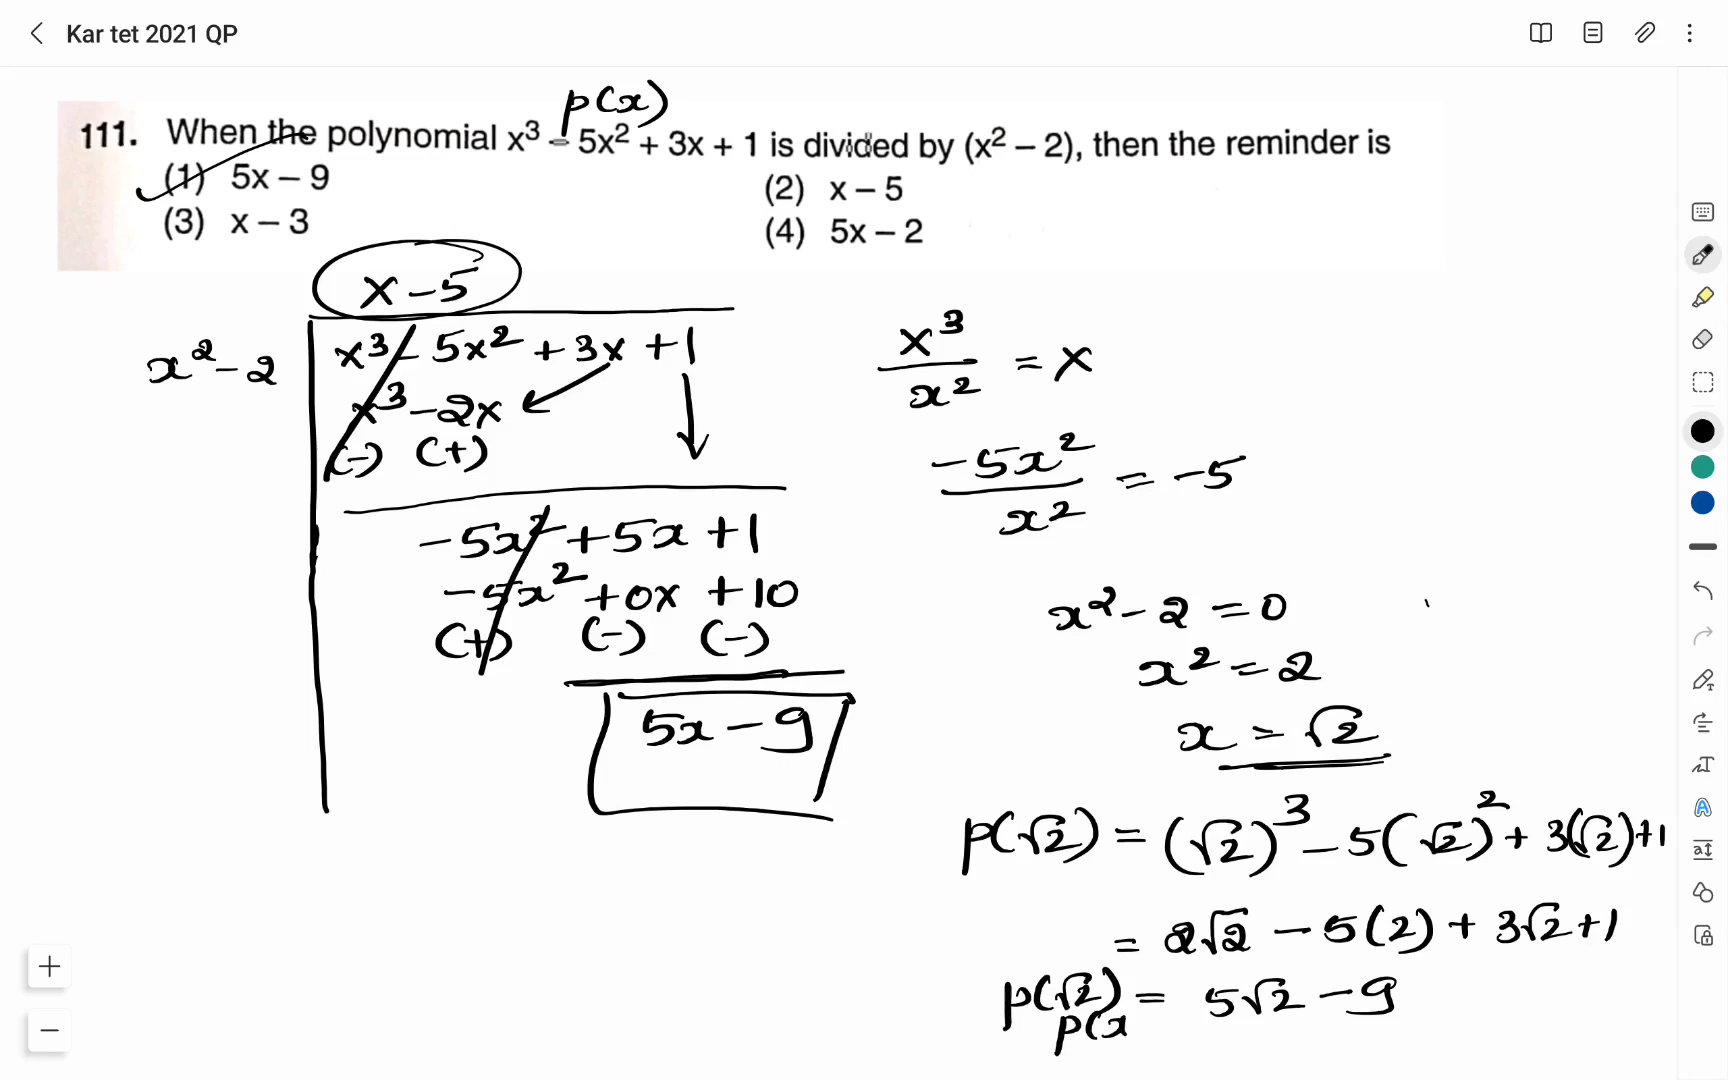 Kar tet 2021 QP
p(x)
111. When the polynomial x³ – 5x² + 3x + 1 is divided by (x² – 2), then the reminder is
(1) 5x – 9
(2) x – 5
(3) x – 3
(4) 5x – 2
x – 5
x² – 2
x³ – 5x² + 3x + 1
x³ – 2x
(–) (+)
–5x² + 5x + 1
–5x² + 0x + 10
(+) (–) (–)
5x – 9
x³/x² = x
–5x²/x² = –5
x² – 2 = 0
x² = 2
x = √2
p(√2) = (√2)³ – 5(√2)² + 3(√2) + 1
= 2√2 – 5(2) + 3√2 + 1
p(√2) = 5√2 – 9
p(x